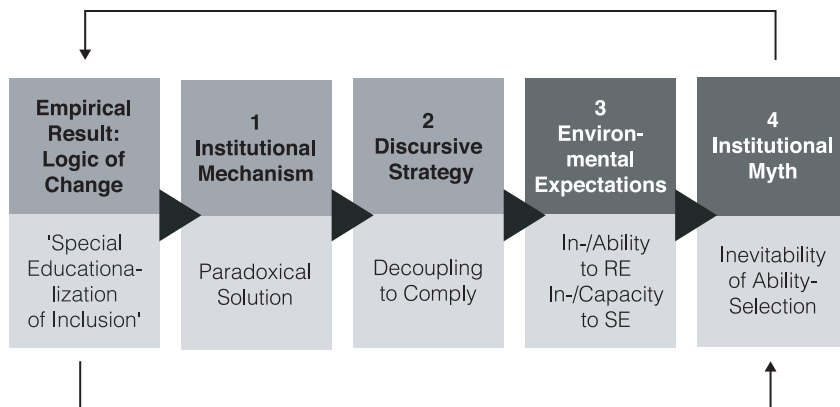 Empirical
Result:
Logic of
Change
'Special
Educationa-
lization
of Inclusion'
1
Institutional
Mechanism
Paradoxical
Solution
2
Discursive
Strategy
Decoupling
to Comply
3
Environ-
mental
Expectations
In-/Ability
to RE
In-/Capacity
to SE
4
Institutional
Myth
Inevitability
of Ability-
Selection